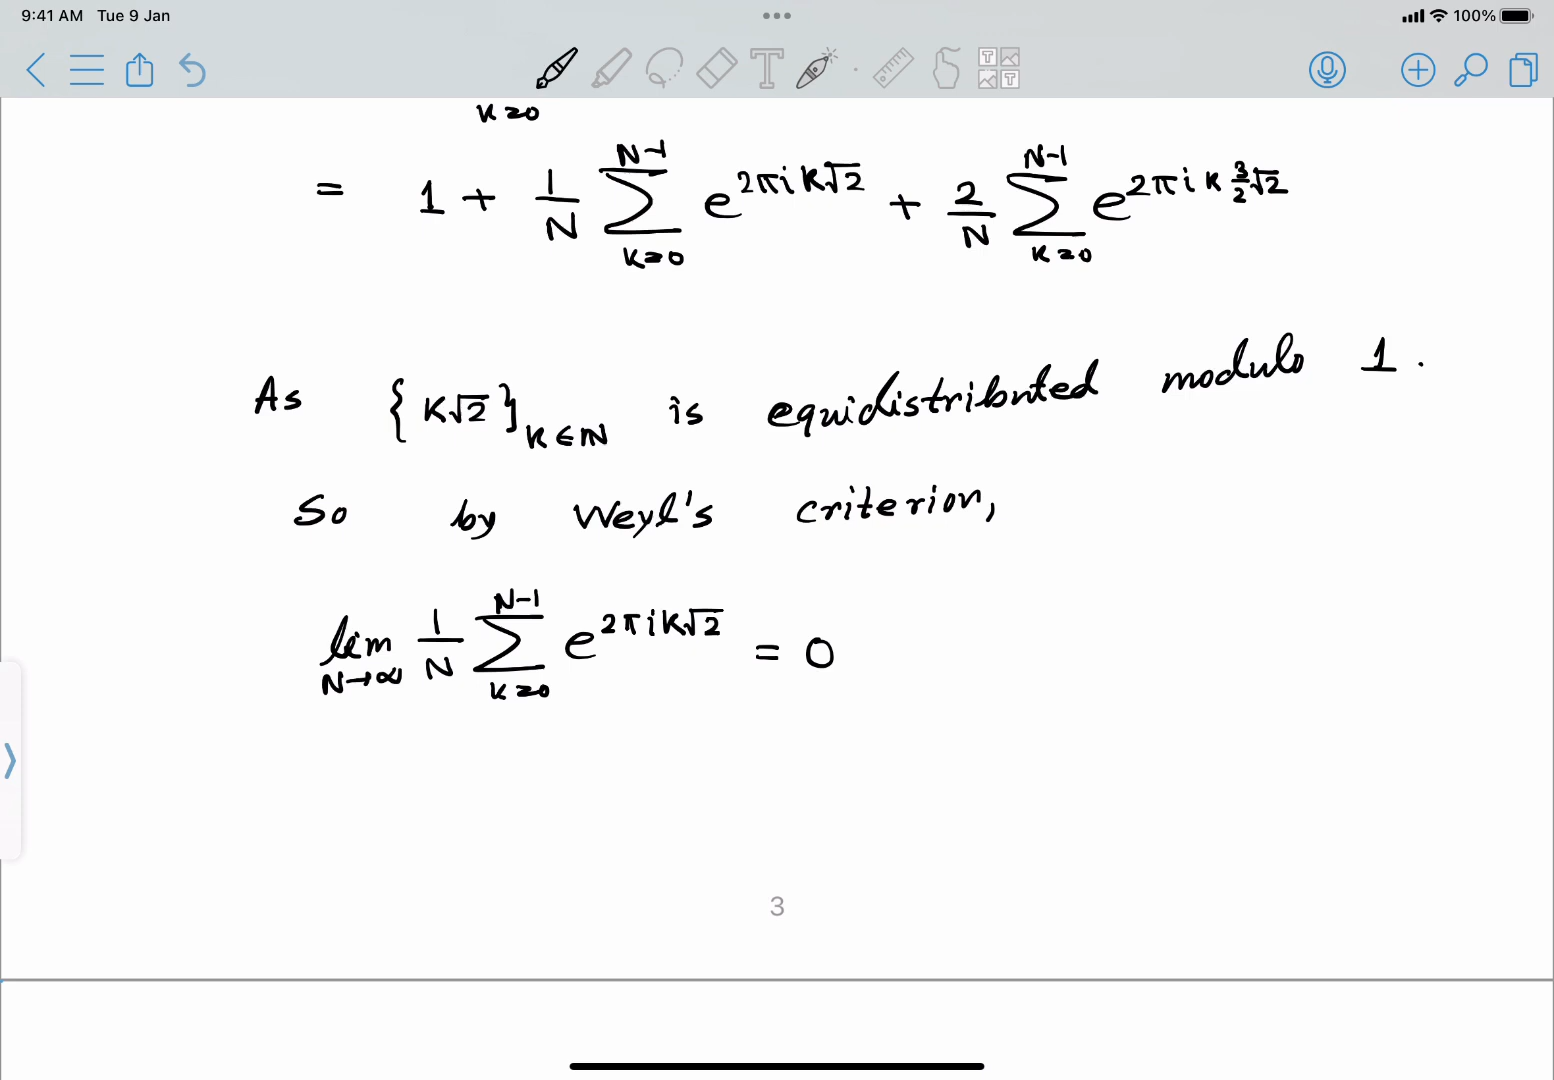 9:41 AM Tue 9 Jan 100%
k=0
= 1 + 1/N ∑_{k=0}^{N-1} e^{2πik√2} + 2/N ∑_{k=0}^{N-1} e^{2πik 3/2 √2}
As {k√2}_{k∈ℕ} is equidistributed modulo 1.
So by Weyl's criterion,
lim_{N→∞} 1/N ∑_{k=0}^{N-1} e^{2πik√2} = 0
3